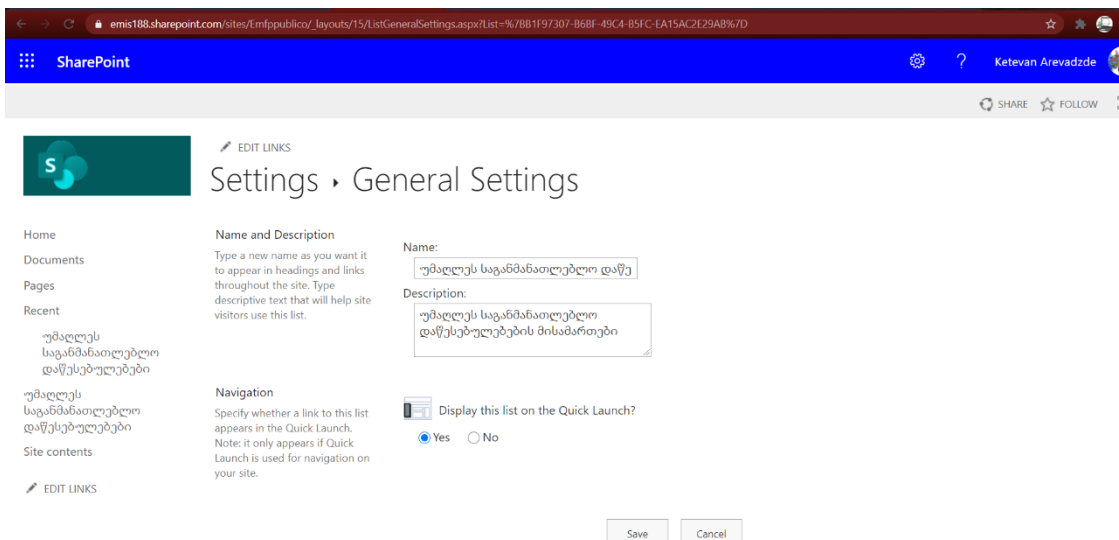 emis188.sharepoint.com/sites/Emfppublico/_layouts/15/ListGeneralSettings.aspx?List=%7BB1F97307-B6BF-49C4-B5FC-EA15AC2E29AB%7D
SharePoint
? Ketevan Arevadzde
SHARE FOLLOW
S
EDIT LINKS
Settings ▸ General Settings
Home
Documents
Pages
Recent
უმაღლეს
საგანმანათლებლო
დაწესებულებები
უმაღლეს
საგანმანათლებლო
დაწესებულებები
Site contents
EDIT LINKS
Name and Description
Type a new name as you want it
to appear in headings and links
throughout the site. Type
descriptive text that will help site
visitors use this list.
Name:
უმაღლეს საგანმანათლებლო დაწე
Description:
უმაღლეს საგანმანათლებლო
დაწესებულებების მისამართები
Navigation
Specify whether a link to this list
appears in the Quick Launch.
Note: it only appears if Quick
Launch is used for navigation on
your site.
Display this list on the Quick Launch?
Yes No
Save Cancel